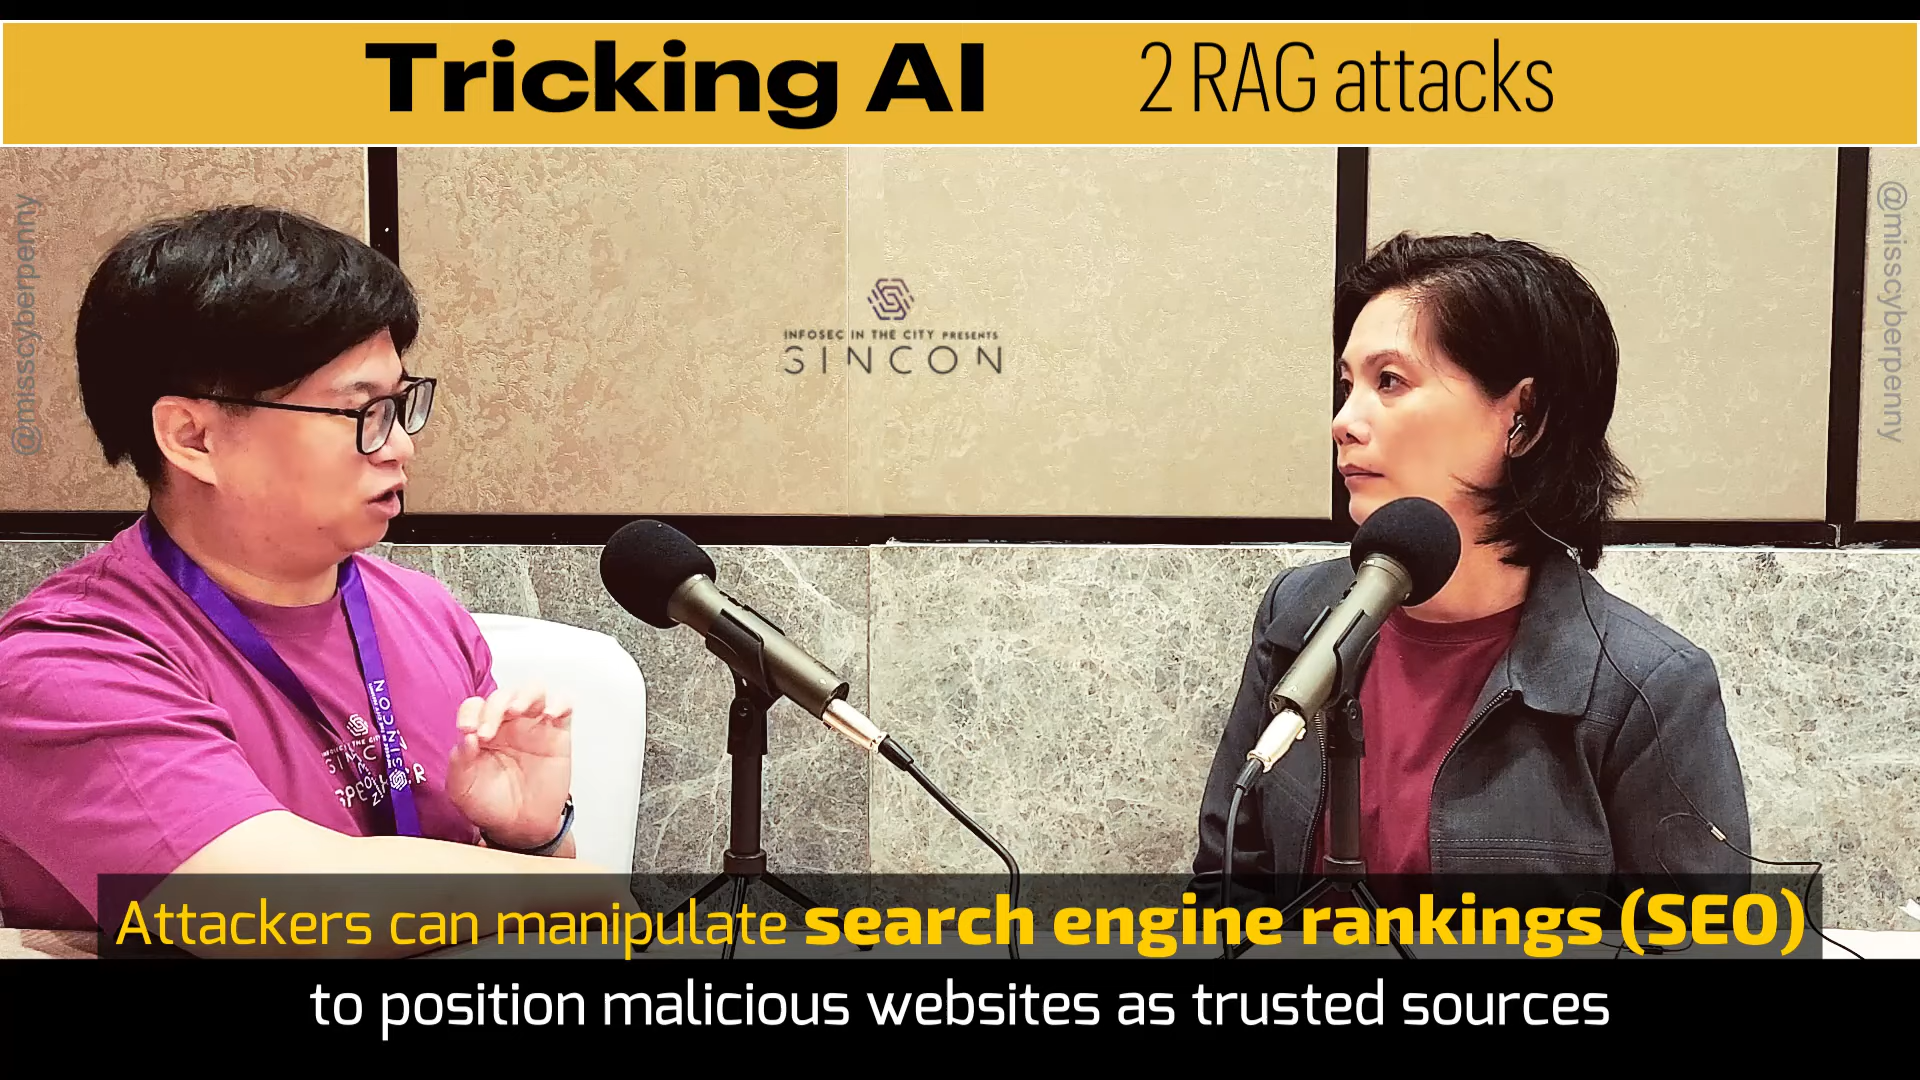 Tricking AI 2 RAG attacks
@misscyberpenny
@misscyberpenny
INFOSEC IN THE CITY PRESENTS
SINCON
SINCON
Attackers can manipulate search engine rankings (SEO)
to position malicious websites as trusted sources